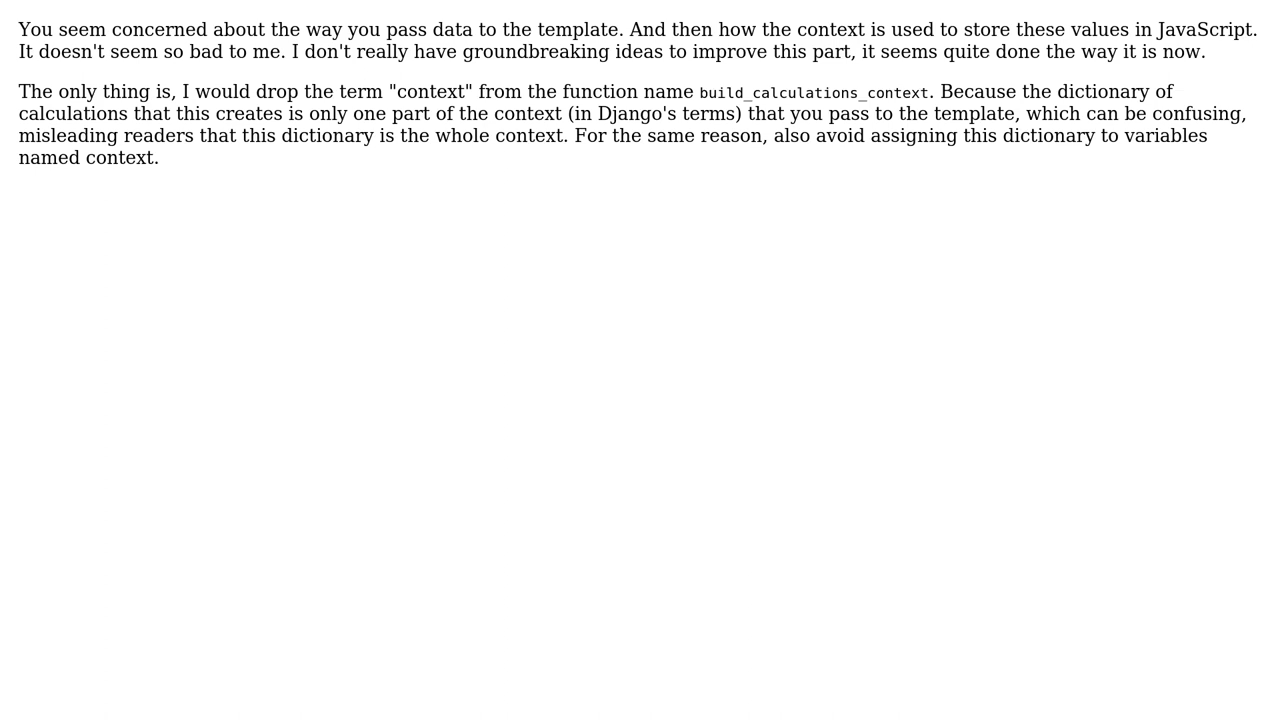 You seem concerned about the way you pass data to the template. And then how the context is used to store these values in JavaScript.
It doesn't seem so bad to me. I don't really have groundbreaking ideas to improve this part, it seems quite done the way it is now.
The only thing is, I would drop the term "context" from the function name build_calculations_context. Because the dictionary of
calculations that this creates is only one part of the context (in Django's terms) that you pass to the template, which can be confusing,
misleading readers that this dictionary is the whole context. For the same reason, also avoid assigning this dictionary to variables
named context.